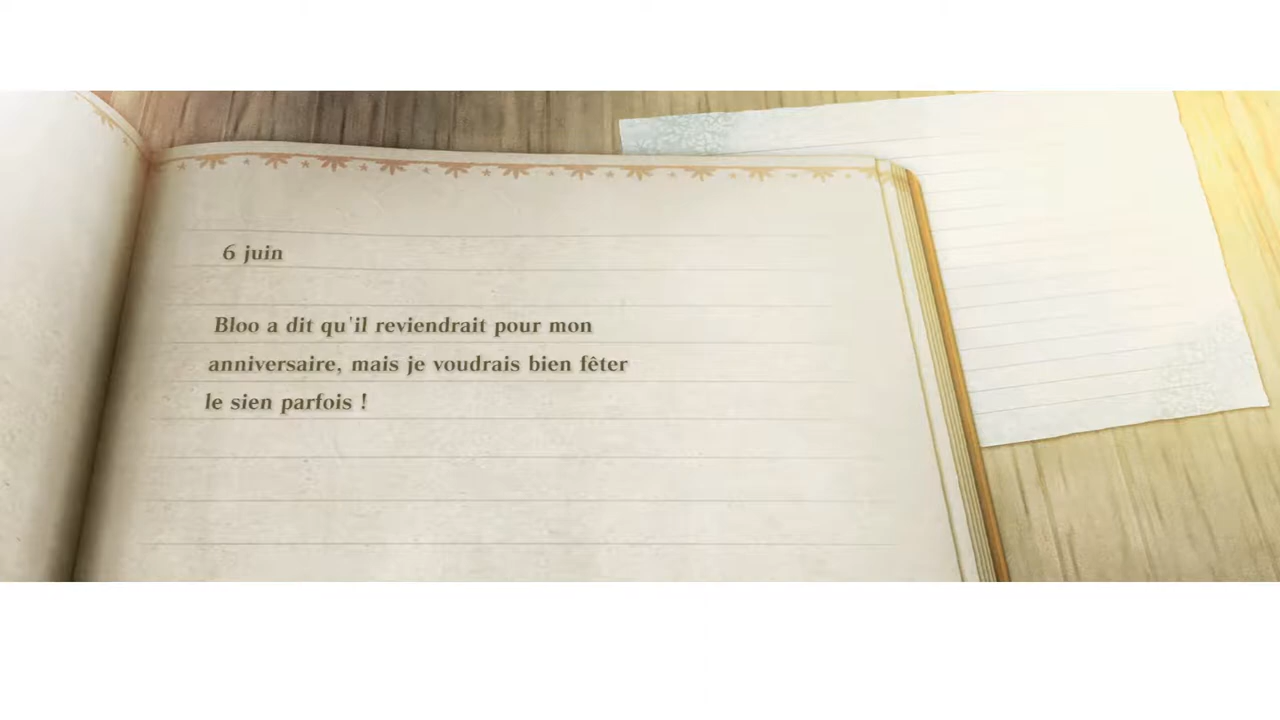 6 juin
Bloo a dit qu'il reviendrait pour mon
anniversaire, mais je voudrais bien fêter
le sien parfois !